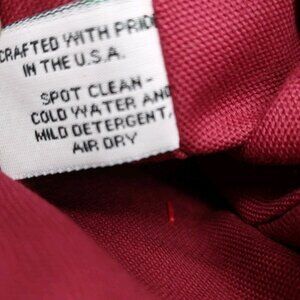 CRAFTED WITH PRIDE
IN THE U.S.A.
SPOT CLEAN -
COLD WATER AND
MILD DETERGENT,
AIR DRY